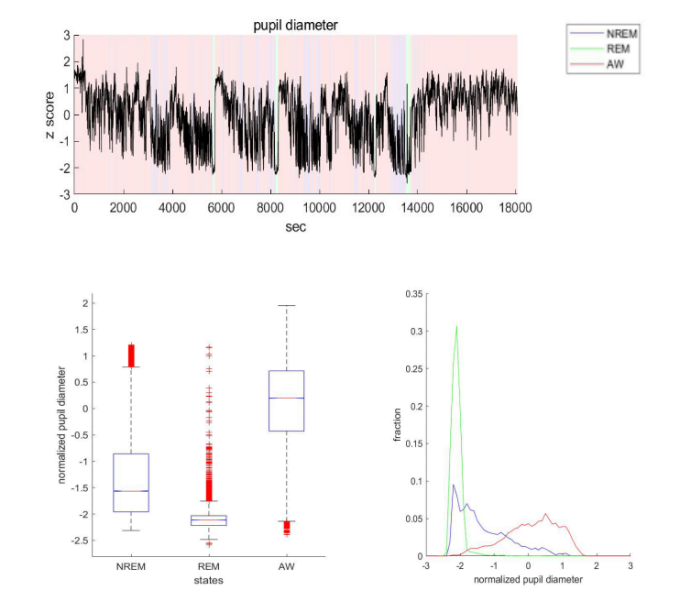 pupil diameter
NREM
REM
AW
3
2
1
0
-1
-2
-3
z score
0 2000 4000 6000 8000 10000 12000 14000 16000 18000
sec
2
1.5
1
0.5
0
-0.5
-1
-1.5
-2
-2.5
normalized pupil diameter
NREM REM AW
states
0.35
0.3
0.25
0.2
0.15
0.1
0.05
0
fraction
-3 -2 -1 0 1 2 3
normalized pupil diameter